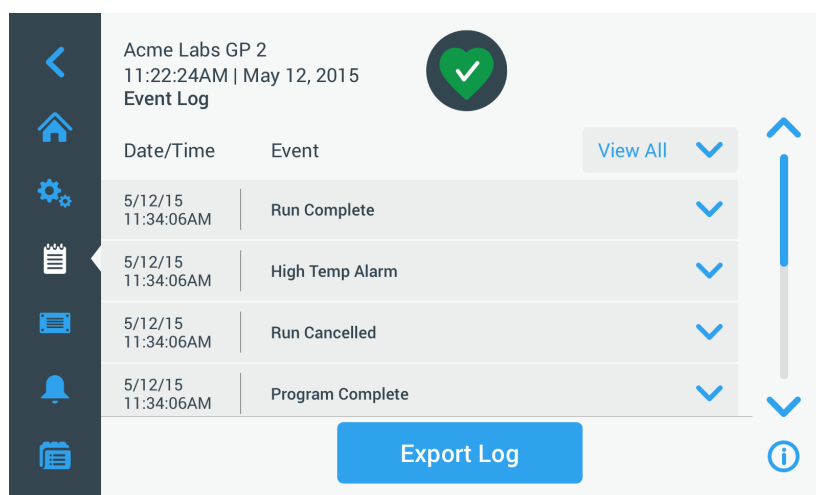 Acme Labs GP 2
11:22:24AM | May 12, 2015
Event Log
Date/Time Event View All
5/12/15
11:34:06AM
Run Complete
5/12/15
11:34:06AM
High Temp Alarm
5/12/15
11:34:06AM
Run Cancelled
5/12/15
11:34:06AM
Program Complete
Export Log